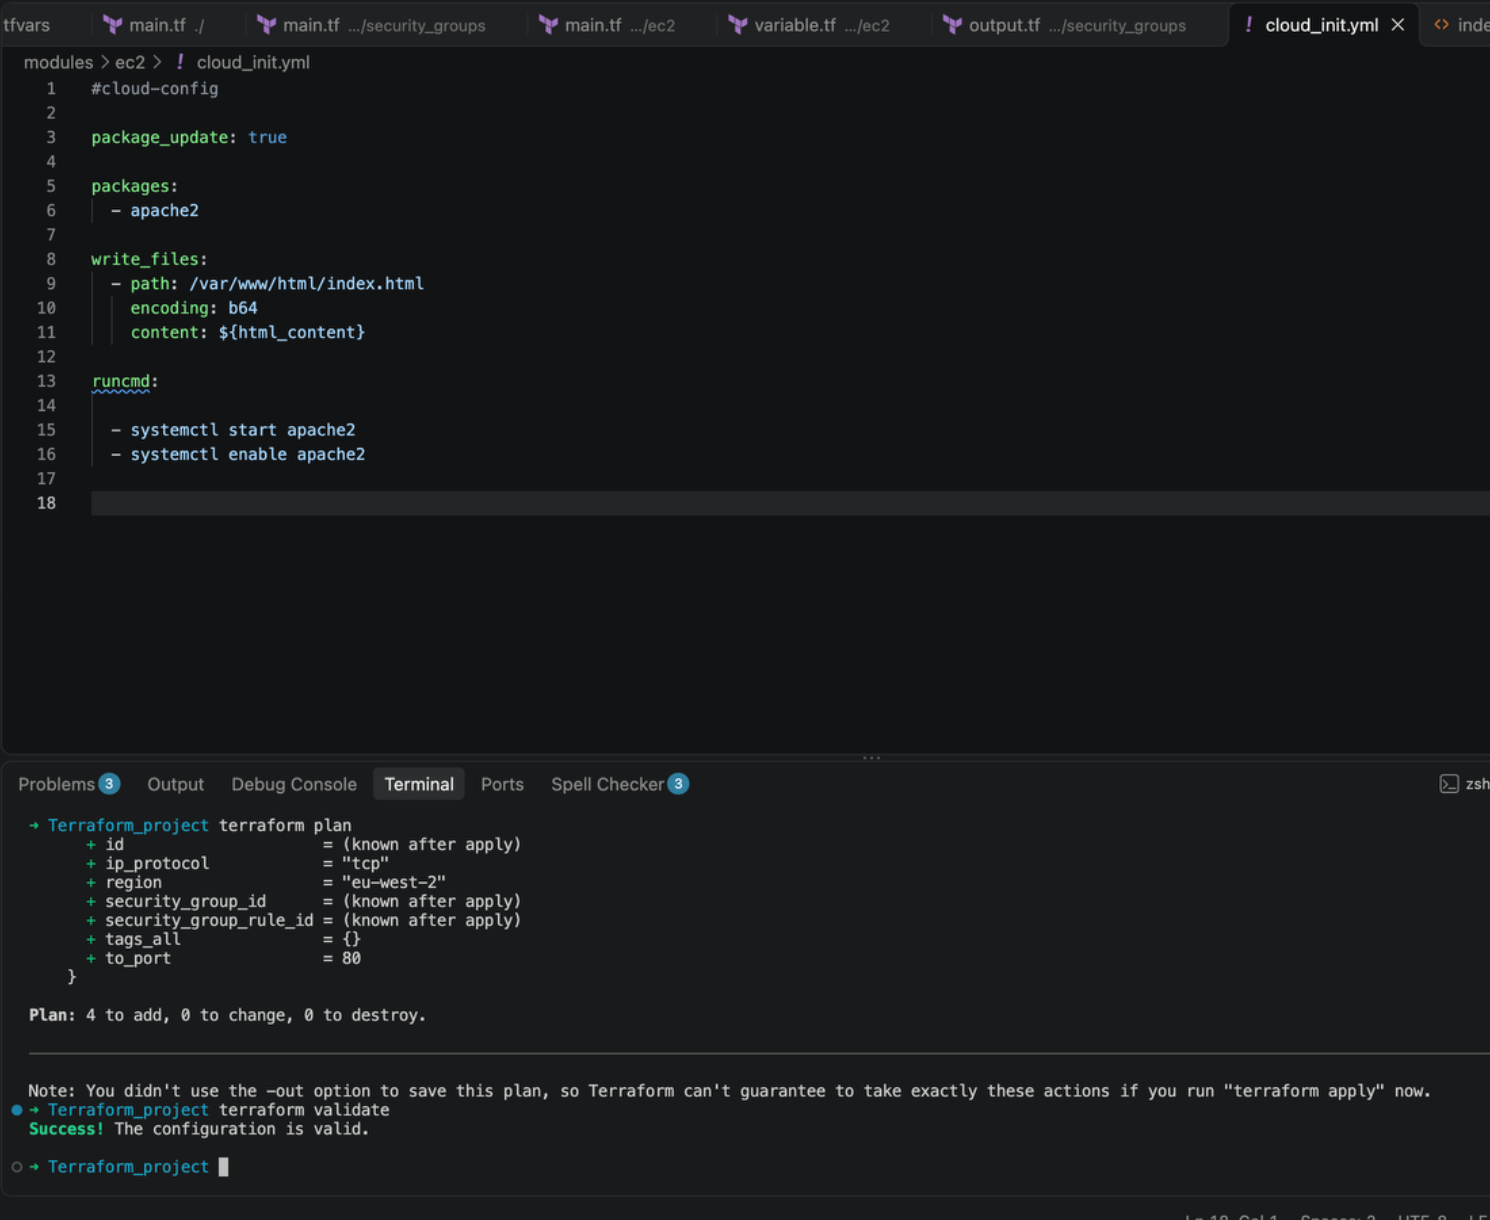 tfvars main.tf ./ main.tf .../security_groups main.tf .../ec2 variable.tf .../ec2 output.tf .../security_groups ! cloud_init.yml × <> inde
modules > ec2 > ! cloud_init.yml
1 #cloud-config
2
3 package_update: true
4
5 packages:
6   - apache2
7
8 write_files:
9   - path: /var/www/html/index.html
10     encoding: b64
11     content: ${html_content}
12
13 runcmd:
14
15   - systemctl start apache2
16   - systemctl enable apache2
17
18
Problems 3 Output Debug Console Terminal Ports Spell Checker 3 zsh
→ Terraform_project terraform plan
+ id = (known after apply)
+ ip_protocol = "tcp"
+ region = "eu-west-2"
+ security_group_id = (known after apply)
+ security_group_rule_id = (known after apply)
+ tags_all = {}
+ to_port = 80
}
Plan: 4 to add, 0 to change, 0 to destroy.
Note: You didn't use the -out option to save this plan, so Terraform can't guarantee to take exactly these actions if you run "terraform apply" now.
→ Terraform_project terraform validate
Success! The configuration is valid.
→ Terraform_project